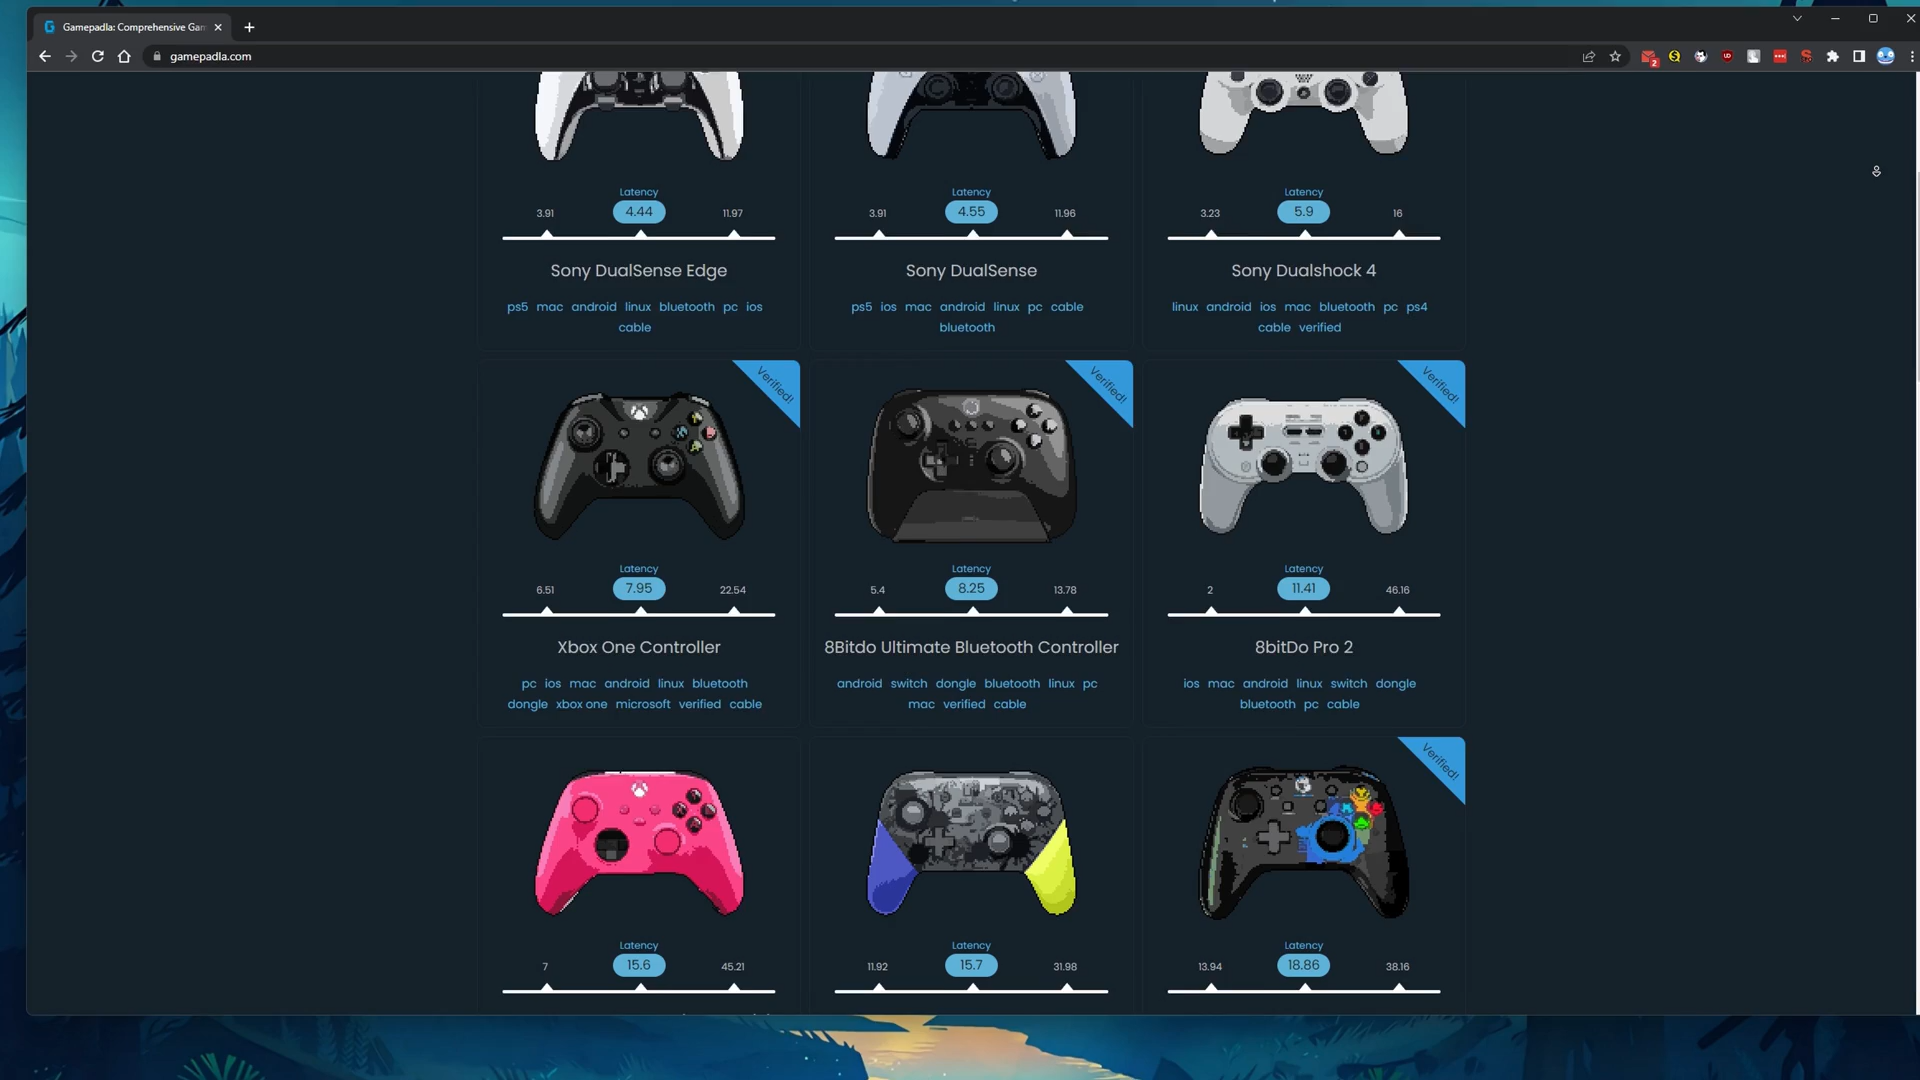 Gamepadla: Comprehensive Gam
gamepadla.com
2
Latency Latency Latency
3.91 4.44 11.97 3.91 4.55 11.96 3.23 5.9 16
Sony DualSense Edge Sony DualSense Sony Dualshock 4
ps5 mac android linux bluetooth pc ios ps5 ios mac android linux pc cable linux android ios mac bluetooth pc ps4
cable bluetooth cable verified
Verified! Verified! Verified!
Latency Latency Latency
6.51 7.95 22.54 5.4 8.25 13.78 2 11.41 46.16
Xbox One Controller 8Bitdo Ultimate Bluetooth Controller 8bitDo Pro 2
pc ios mac android linux bluetooth android switch dongle bluetooth linux pc ios mac android linux switch dongle
dongle xbox one microsoft verified cable mac verified cable bluetooth pc cable
Verified!
Latency Latency Latency
7 15.6 45.21 11.92 15.7 31.98 13.94 18.86 38.16